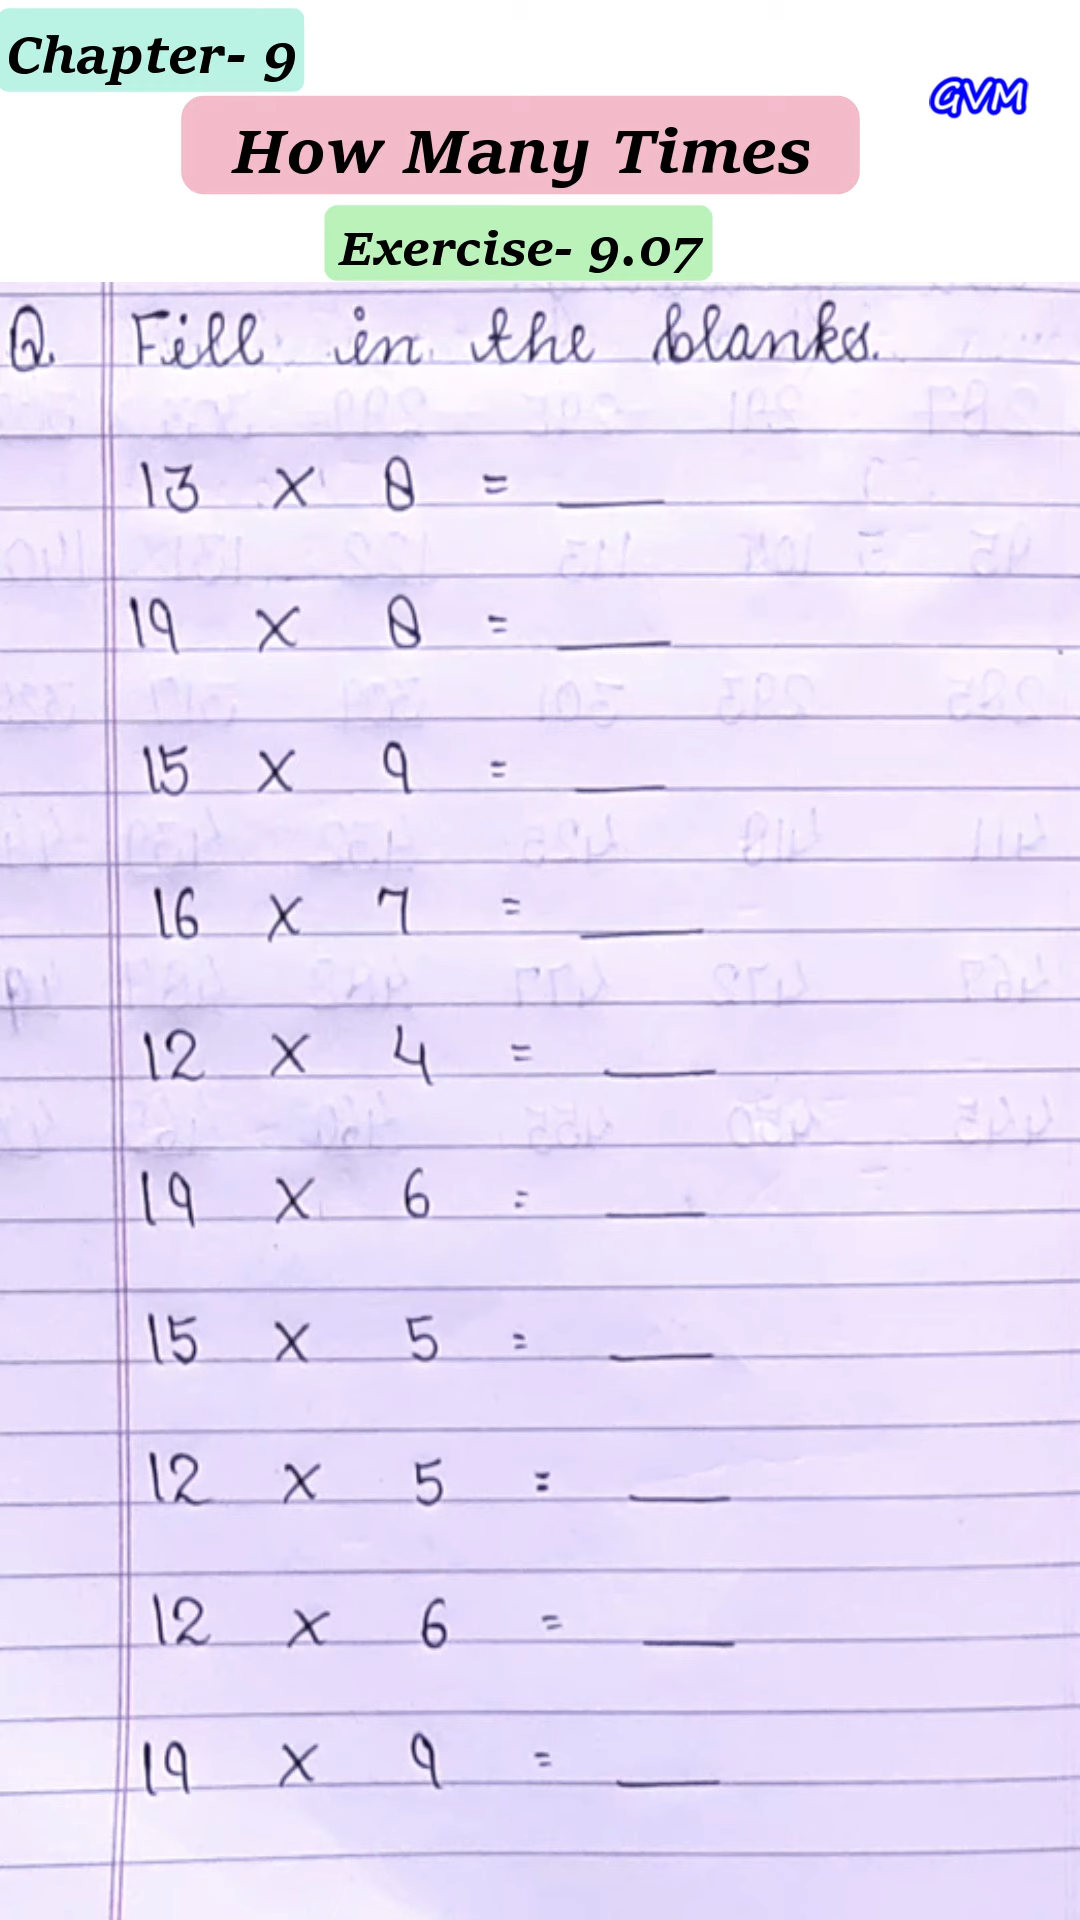 Chapter- 9
GVM
How Many Times
Exercise- 9.07
Q. Fill in the blanks.
13 × 8 = ___
19 × 8 = ___
15 × 9 = ___
16 × 7 = ___
12 × 4 = ___
19 × 6 = ___
15 × 5 = ___
12 × 5 = ___
12 × 6 = ___
19 × 9 = ___